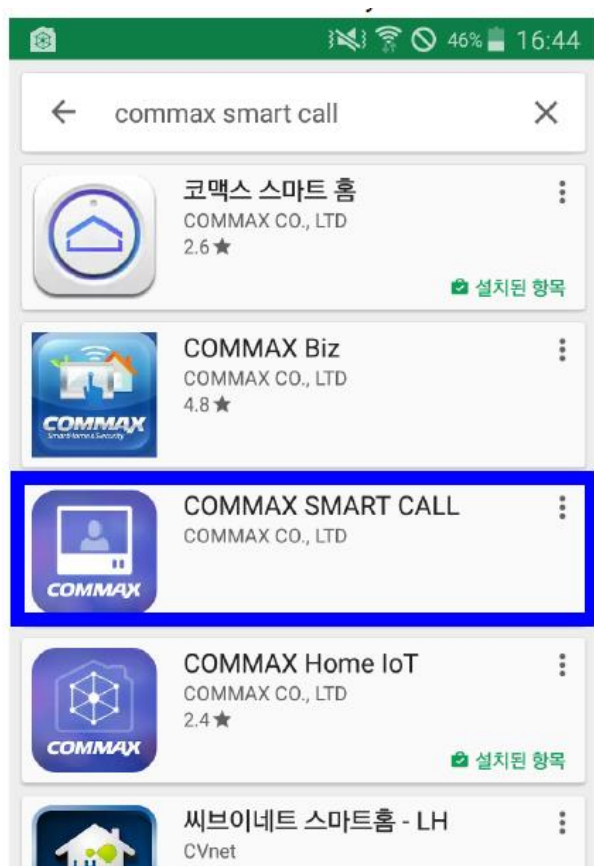 46% 16:44
commax smart call
코맥스 스마트 홈
COMMAX CO., LTD
2.6★
설치된 항목
COMMAX Biz
COMMAX CO., LTD
4.8★
COMMAX
SmartHome & Security
COMMAX SMART CALL
COMMAX CO., LTD
COMMAX
COMMAX Home IoT
COMMAX CO., LTD
2.4★
COMMAX
설치된 항목
씨브이네트 스마트홈 - LH
CVnet